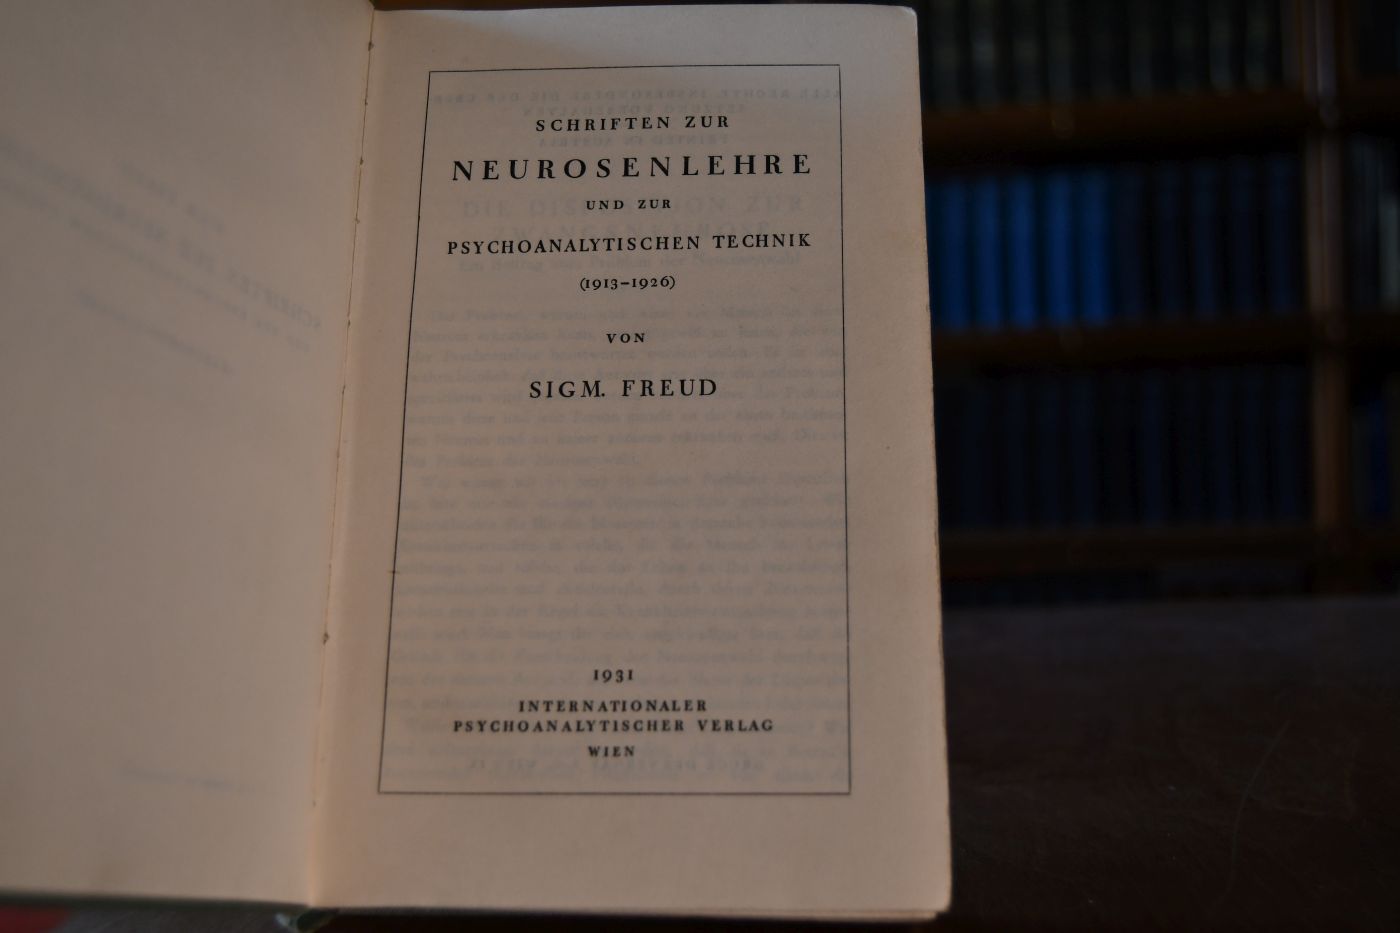 SCHRIFTEN ZUR
NEUROSENLEHRE
UND ZUR
PSYCHOANALYTISCHEN TECHNIK
(1913–1926)
VON
SIGM. FREUD
1931
INTERNATIONALER
PSYCHOANALYTISCHER VERLAG
WIEN